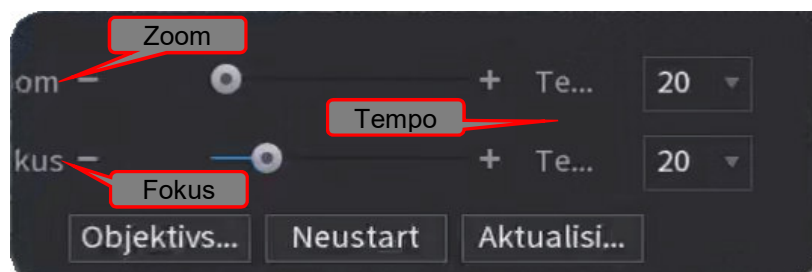 Zoom
om − + Te... 20
Tempo
kus − + Te... 20
Fokus
Objektivs... Neustart Aktualisi...